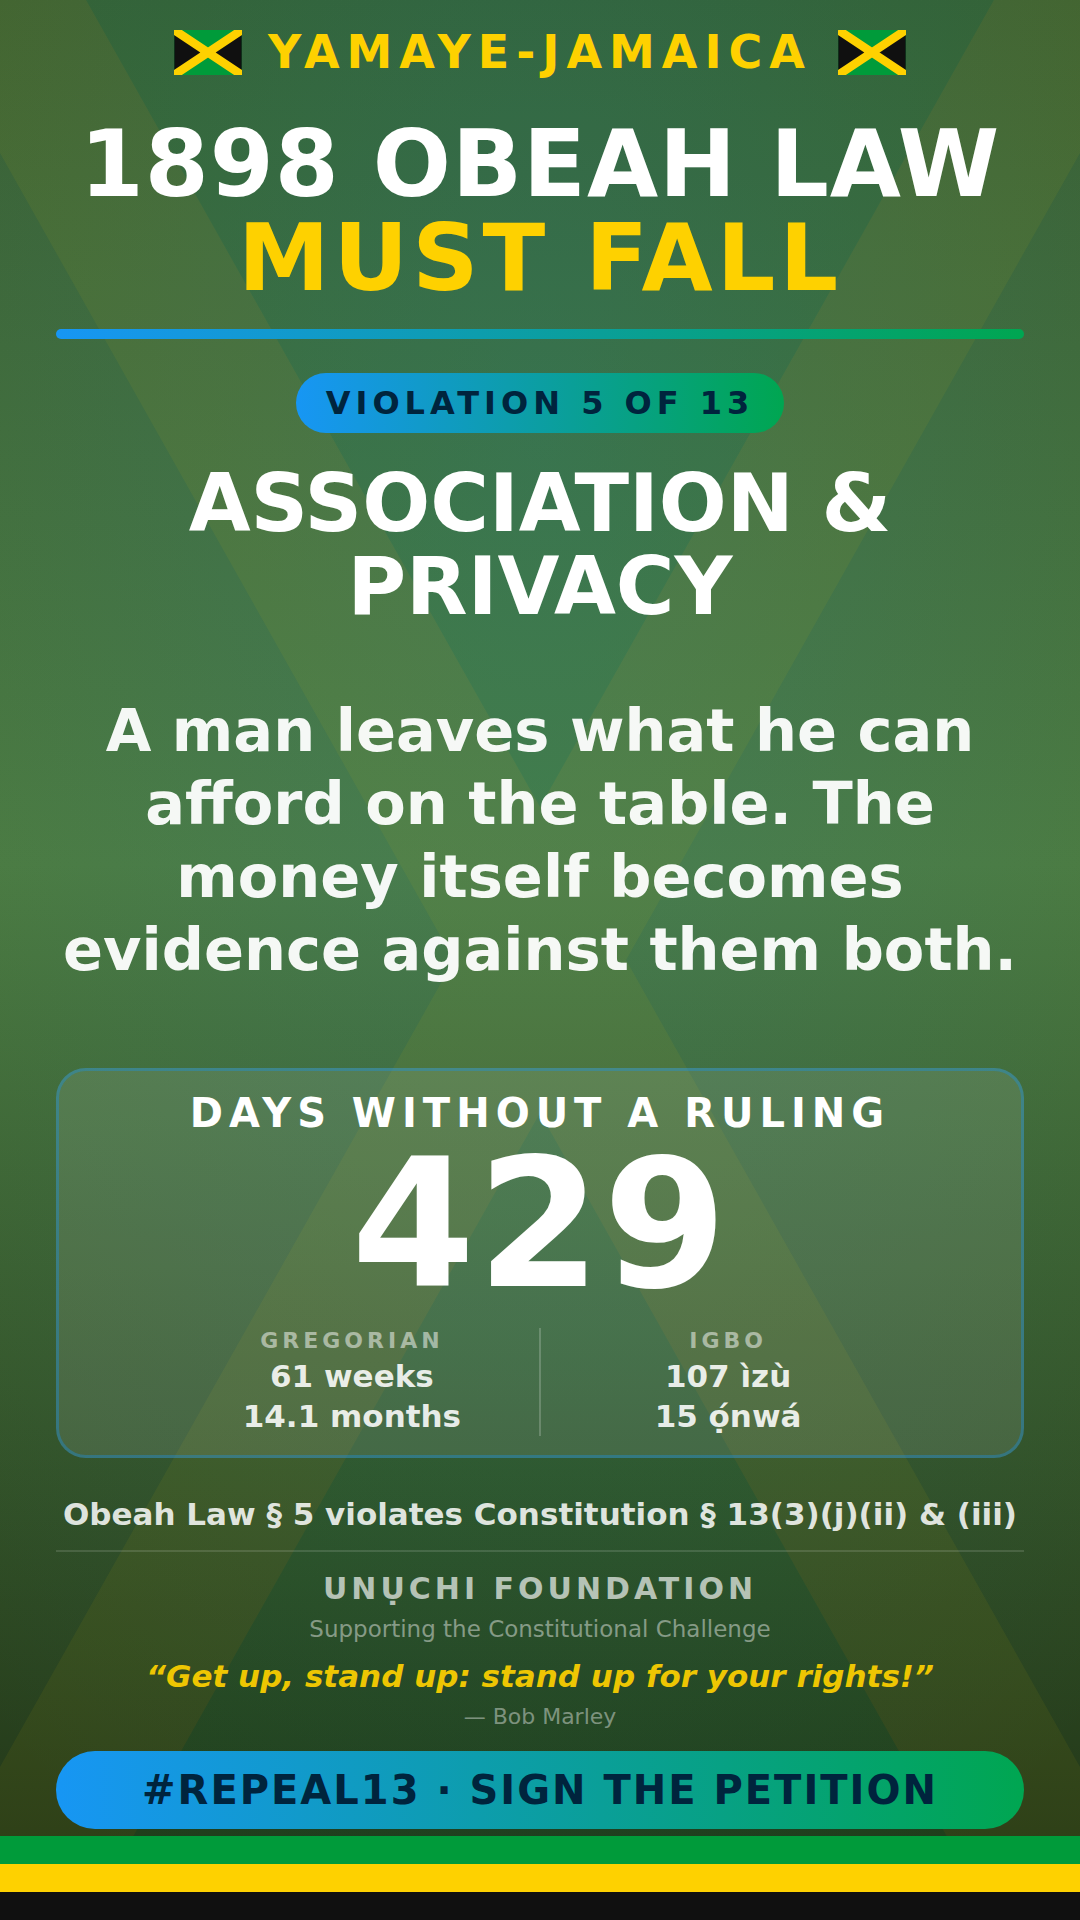 YAMAYE-JAMAICA
1898 OBEAH LAW
MUST FALL
VIOLATION 5 OF 13
ASSOCIATION &
PRIVACY
A man leaves what he can
afford on the table. The
money itself becomes
evidence against them both.
DAYS WITHOUT A RULING
429
GREGORIAN
61 weeks
14.1 months
IGBO
107 ìzù
15 ọ́nwá
Obeah Law § 5 violates Constitution § 13(3)(j)(ii) & (iii)
UNỤCHI FOUNDATION
Supporting the Constitutional Challenge
“Get up, stand up: stand up for your rights!”
— Bob Marley
#REPEAL13 · SIGN THE PETITION